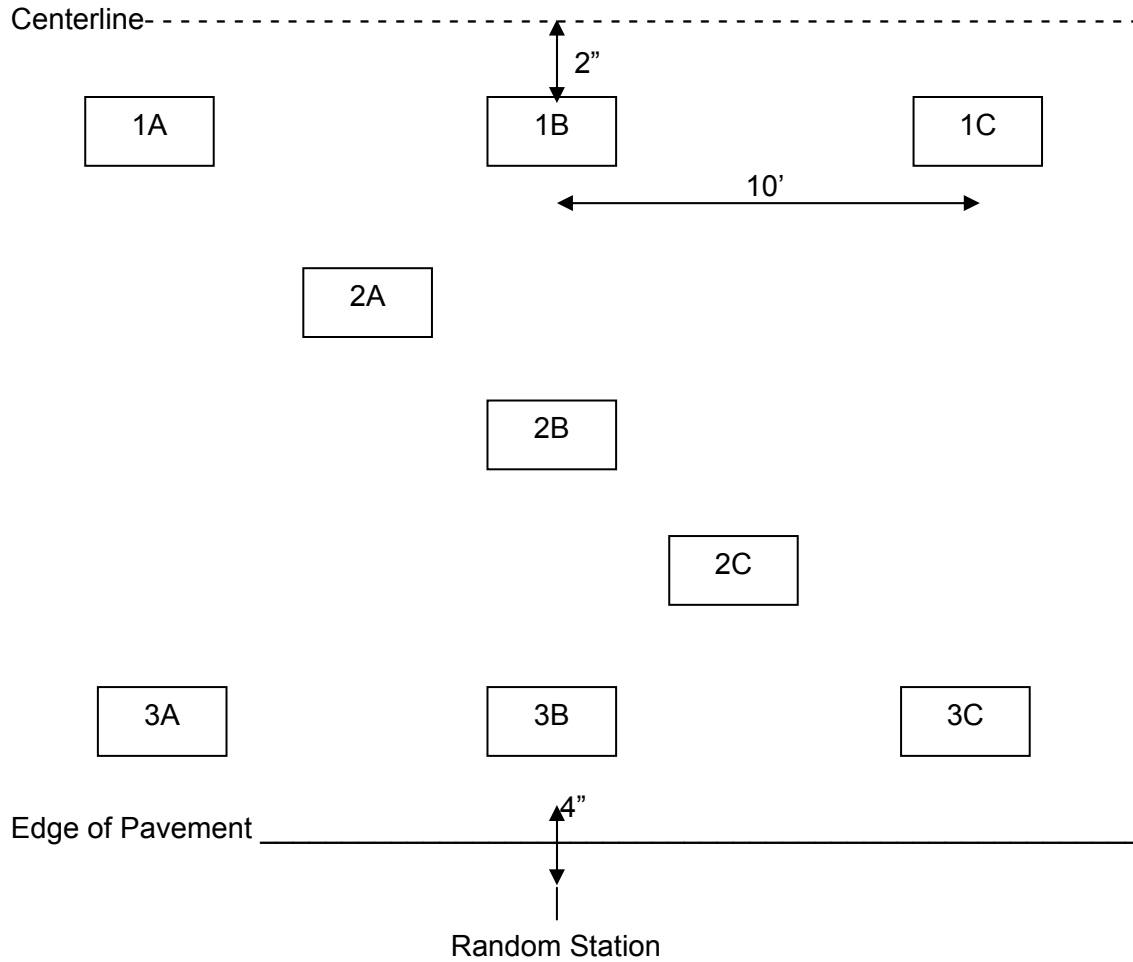 Centerline
2”
1A 1B 1C
10’
2A
2B
2C
3A 3B 3C
4”
Edge of Pavement
Random Station